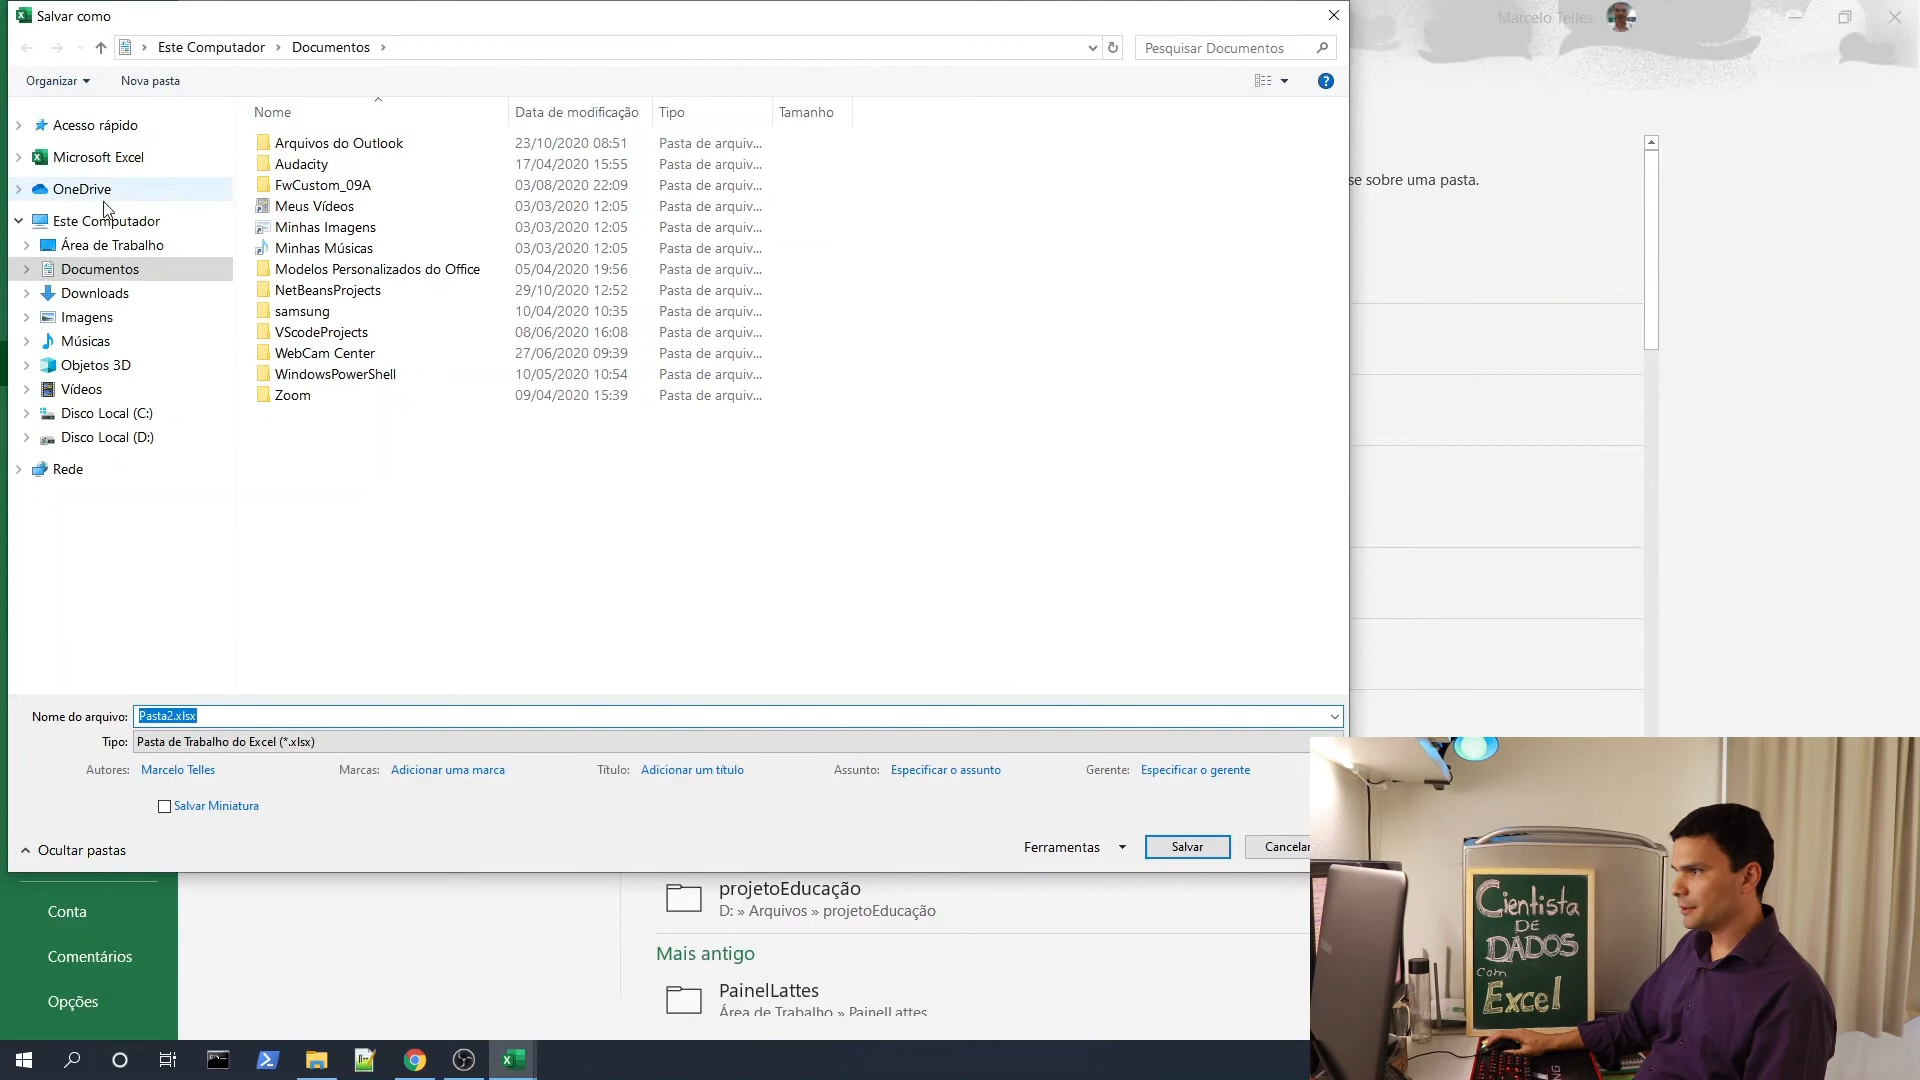 Salvar como
Marcelo Telles
Este Computador
Documentos
Pesquisar Documentos
Organizar
Nova pasta
Nome
Data de modificação
Tipo
Tamanho
Acesso rápido
Microsoft Excel
OneDrive
Este Computador
Área de Trabalho
Documentos
Downloads
Imagens
Músicas
Objetos 3D
Vídeos
Disco Local (C:)
Disco Local (D:)
Rede
Arquivos do Outlook 23/10/2020 08:51 Pasta de arquiv...
Audacity 17/04/2020 15:55 Pasta de arquiv...
FwCustom_09A 03/08/2020 22:09 Pasta de arquiv...
Meus Vídeos 03/03/2020 12:05 Pasta de arquiv...
Minhas Imagens 03/03/2020 12:05 Pasta de arquiv...
Minhas Músicas 03/03/2020 12:05 Pasta de arquiv...
Modelos Personalizados do Office 05/04/2020 19:56 Pasta de arquiv...
NetBeansProjects 29/10/2020 12:52 Pasta de arquiv...
samsung 10/04/2020 10:35 Pasta de arquiv...
VScodeProjects 08/06/2020 16:08 Pasta de arquiv...
WebCam Center 27/06/2020 09:39 Pasta de arquiv...
WindowsPowerShell 10/05/2020 10:54 Pasta de arquiv...
Zoom 09/04/2020 15:39 Pasta de arquiv...
se sobre uma pasta.
Nome do arquivo: Pasta2.xlsx
Tipo: Pasta de Trabalho do Excel (*.xlsx)
Autores: Marcelo Telles
Marcas: Adicionar uma marca
Título: Adicionar um título
Assunto: Especificar o assunto
Gerente: Especificar o gerente
Salvar Miniatura
Ocultar pastas
Ferramentas
Salvar
Cancelar
Conta
Comentários
Opções
projetoEducação
D: » Arquivos » projetoEducação
Mais antigo
PainelLattes
Área de Trabalho » PainelLattes
Cientista
DE
DADOS
com
Excel